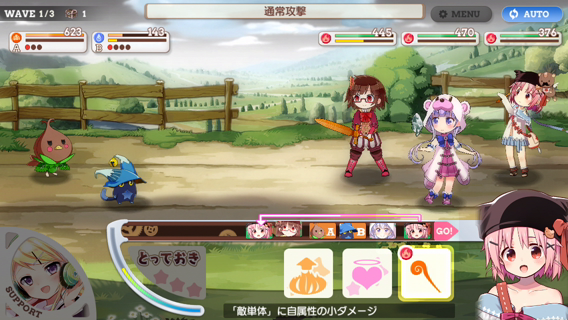 WAVE 1/3 1
通常攻撃
MENU
AUTO
623
143
445
470
376
A
B
A B
GO!
とっておき
SUPPORT
「敵単体」に自属性の小ダメージ